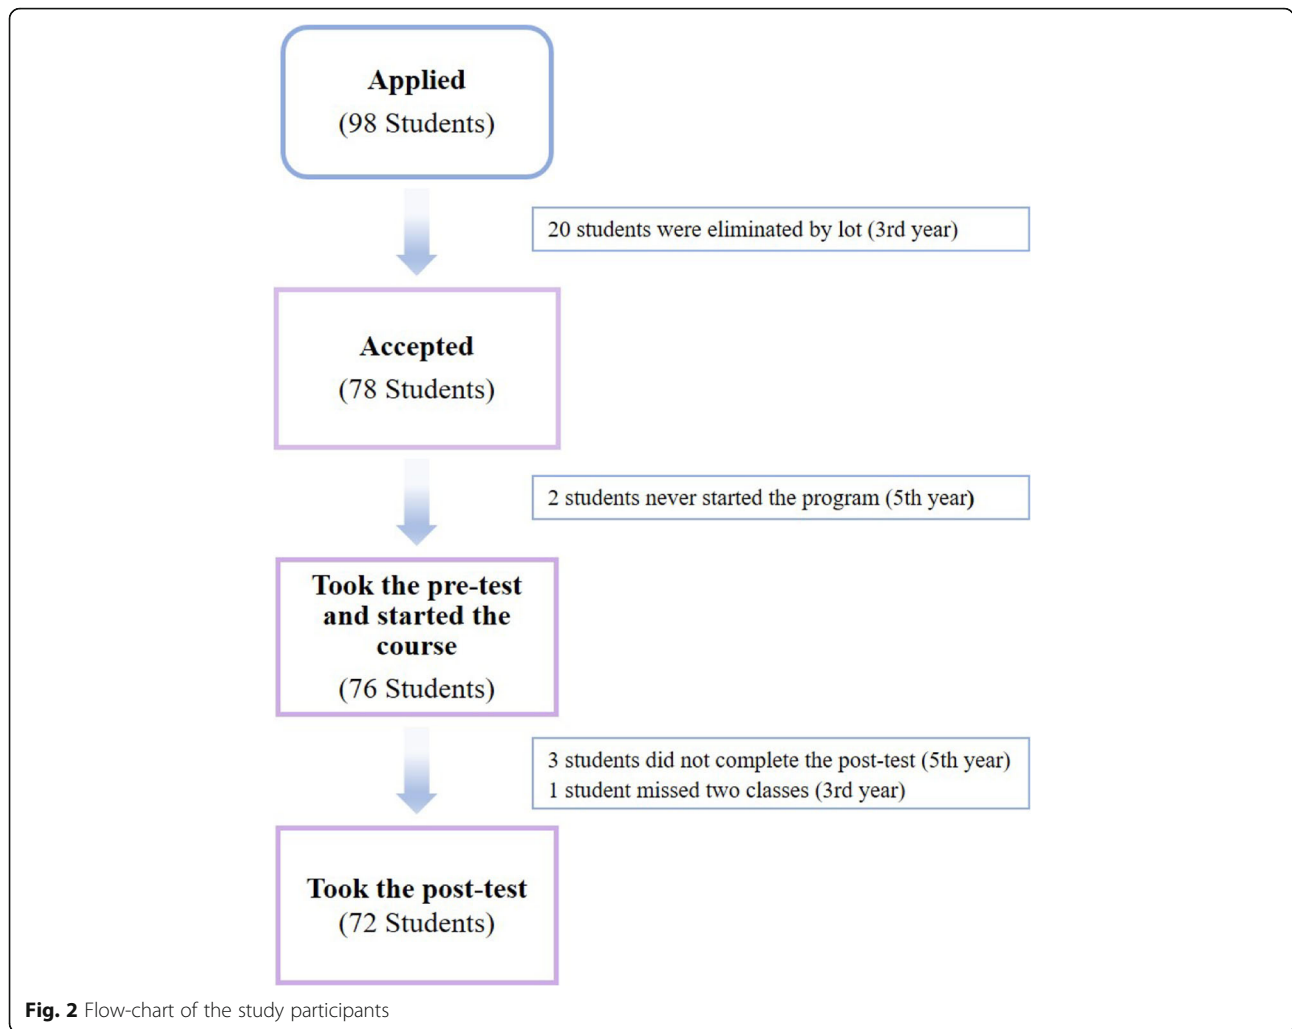 Applied
(98 Students)
20 students were eliminated by lot (3rd year)
Accepted
(78 Students)
2 students never started the program (5th year)
Took the pre-test
and started the
course
(76 Students)
3 students did not complete the post-test (5th year)
1 student missed two classes (3rd year)
Took the post-test
(72 Students)
Fig. 2 Flow-chart of the study participants